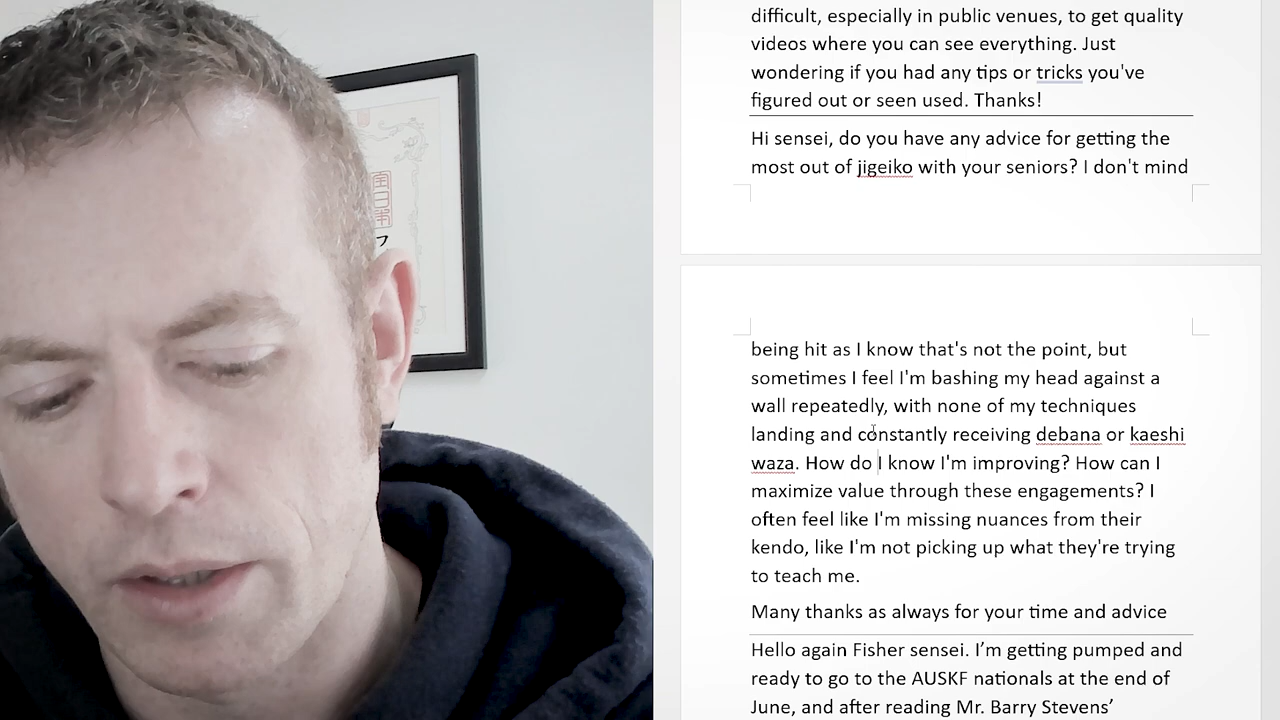 difficult, especially in public venues, to get quality
videos where you can see everything. Just
wondering if you had any tips or tricks you've
figured out or seen used. Thanks!
Hi sensei, do you have any advice for getting the
most out of jigeiko with your seniors? I don't mind
being hit as I know that's not the point, but
sometimes I feel I'm bashing my head against a
wall repeatedly, with none of my techniques
landing and constantly receiving debana or kaeshi
waza. How do I know I'm improving? How can I
maximize value through these engagements? I
often feel like I'm missing nuances from their
kendo, like I'm not picking up what they're trying
to teach me.
Many thanks as always for your time and advice
Hello again Fisher sensei. I’m getting pumped and
ready to go to the AUSKF nationals at the end of
June, and after reading Mr. Barry Stevens’
フ